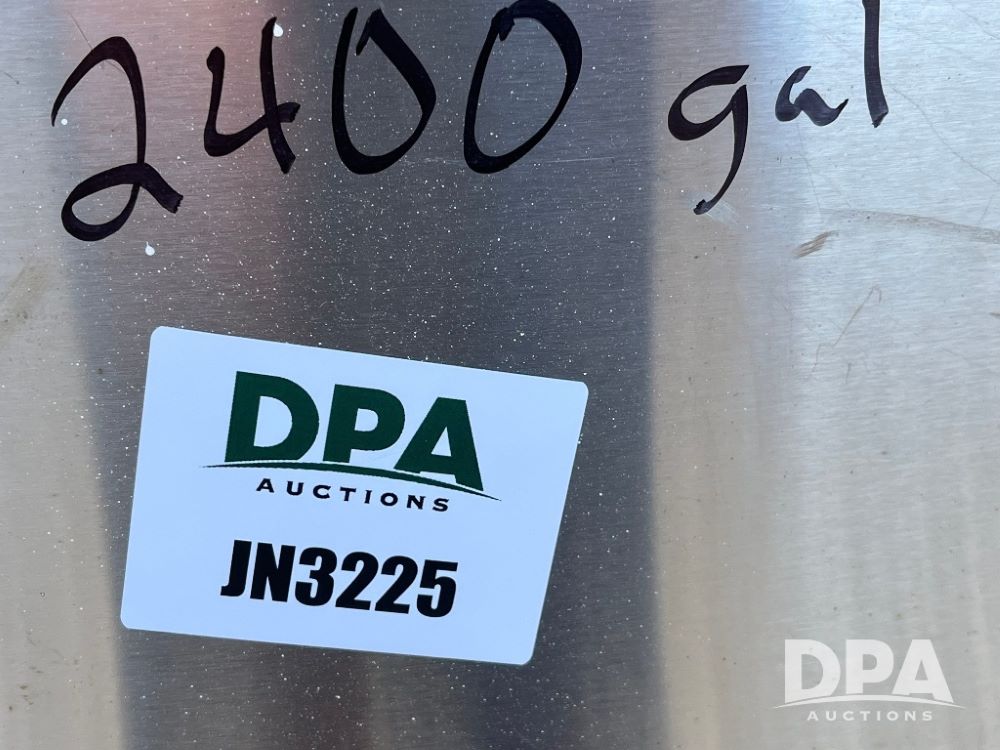 2400 gal
DPA
AUCTIONS
JN3225
DPA
AUCTIONS